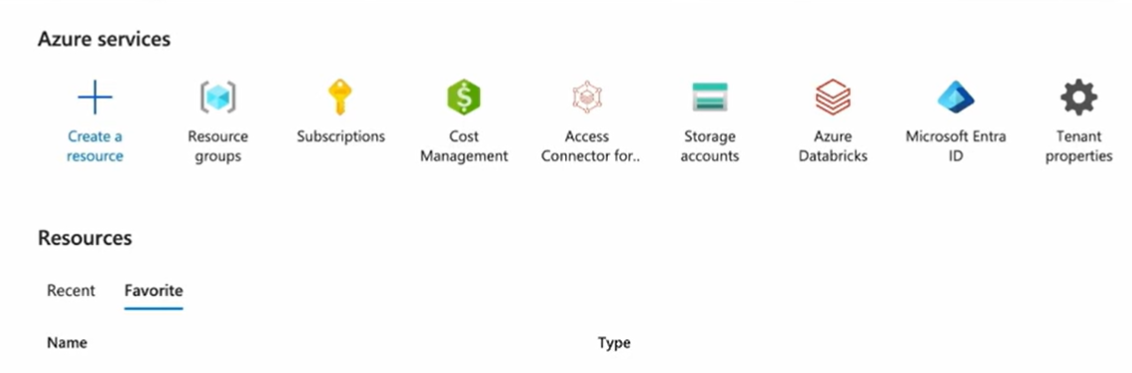 Azure services
Create a
resource
Resource
groups
Subscriptions
Cost
Management
Access
Connector for..
Storage
accounts
Azure
Databricks
Microsoft Entra
ID
Tenant
properties
Resources
Recent Favorite
Name Type